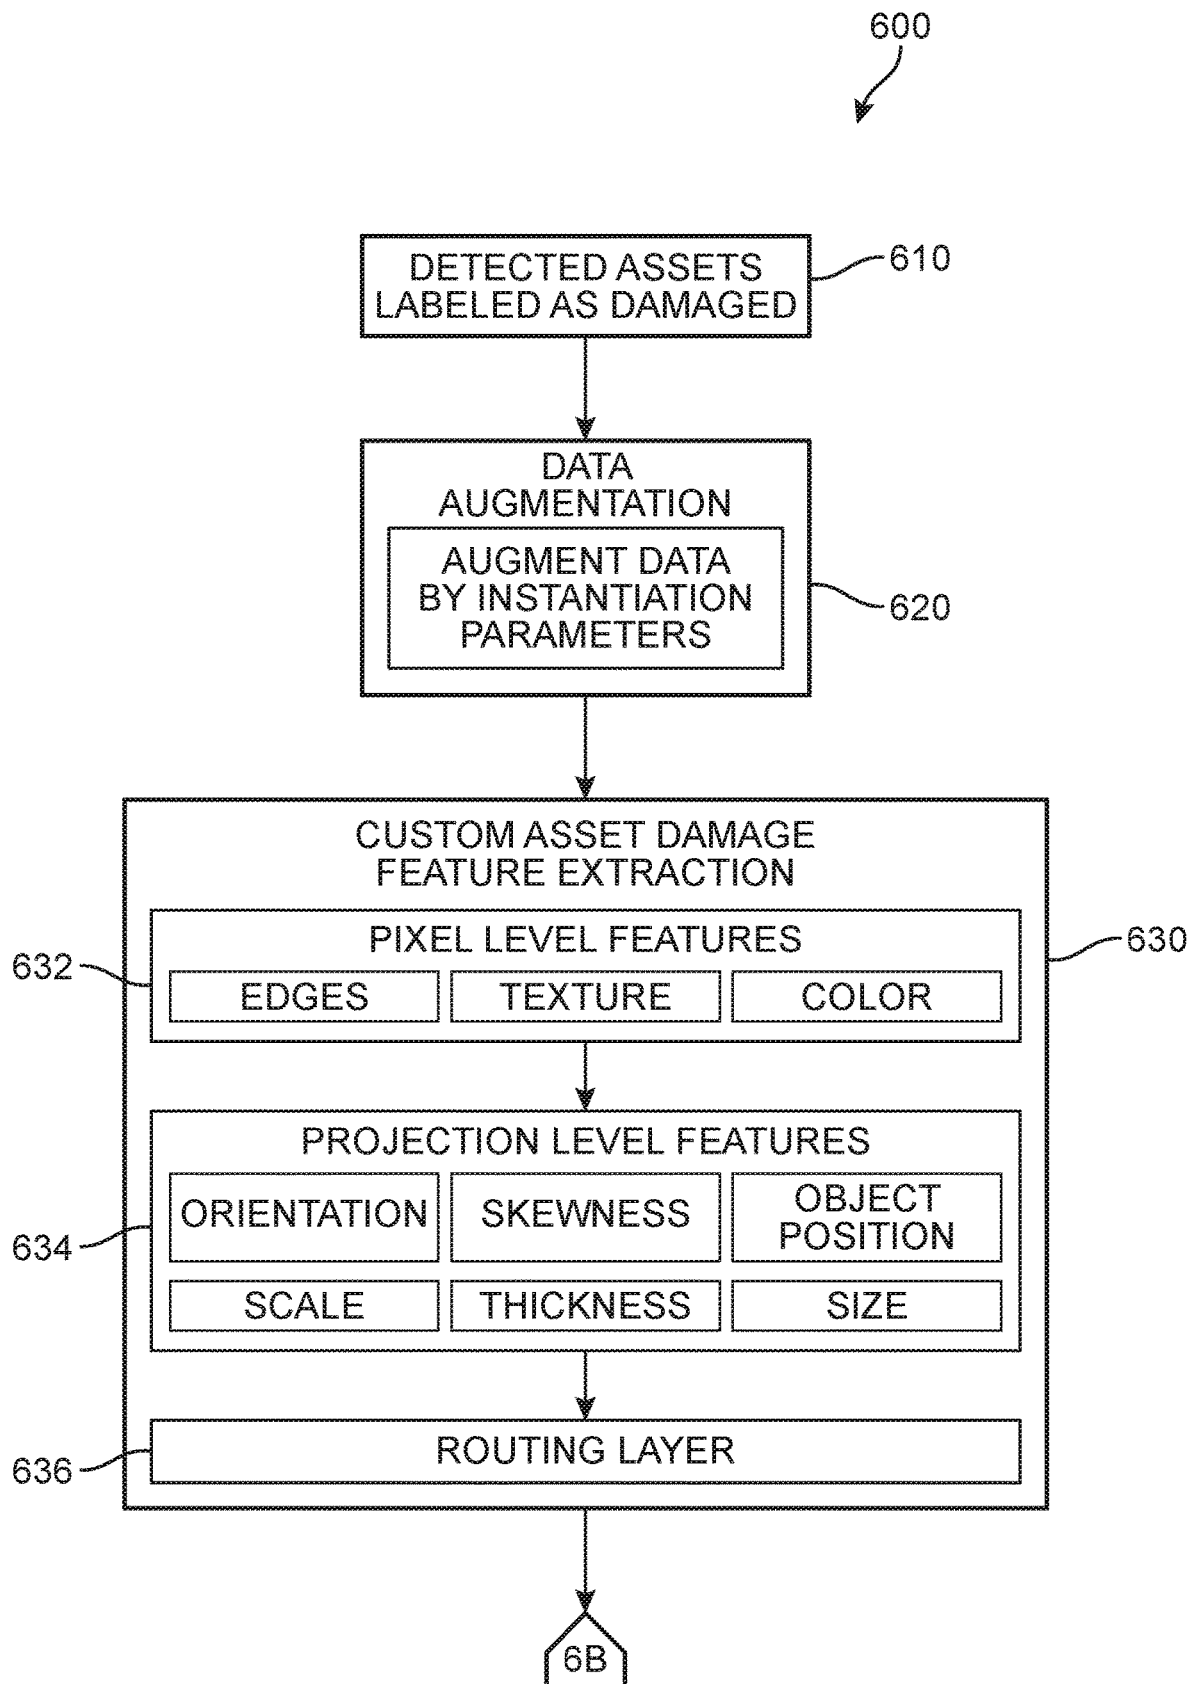 600
DETECTED ASSETS
LABELED AS DAMAGED
610
DATA
AUGMENTATION
AUGMENT DATA
BY INSTANTIATION
PARAMETERS
620
CUSTOM ASSET DAMAGE
FEATURE EXTRACTION
630
PIXEL LEVEL FEATURES
632
EDGES
TEXTURE
COLOR
PROJECTION LEVEL FEATURES
634
ORIENTATION
SKEWNESS
OBJECT
POSITION
SCALE
THICKNESS
SIZE
ROUTING LAYER
636
6B